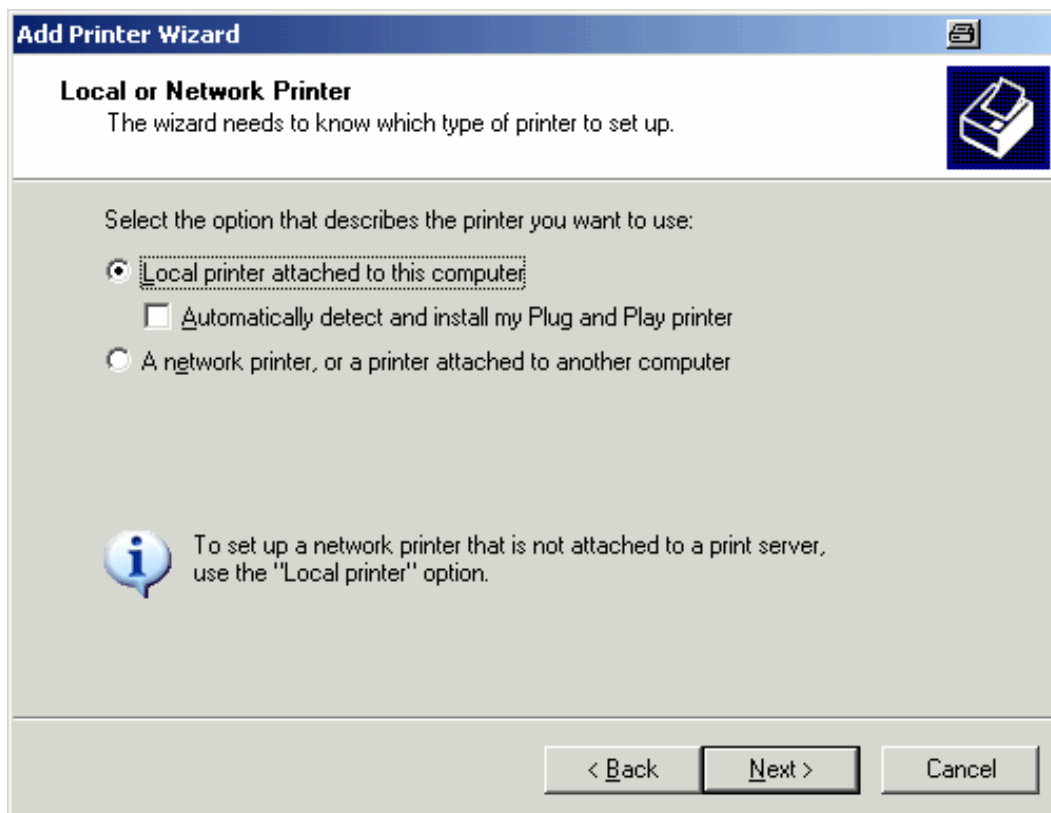 Add Printer Wizard
Local or Network Printer
The wizard needs to know which type of printer to set up.
Select the option that describes the printer you want to use:
Local printer attached to this computer
Automatically detect and install my Plug and Play printer
A network printer, or a printer attached to another computer
To set up a network printer that is not attached to a print server,
use the "Local printer" option.
< Back
Next >
Cancel